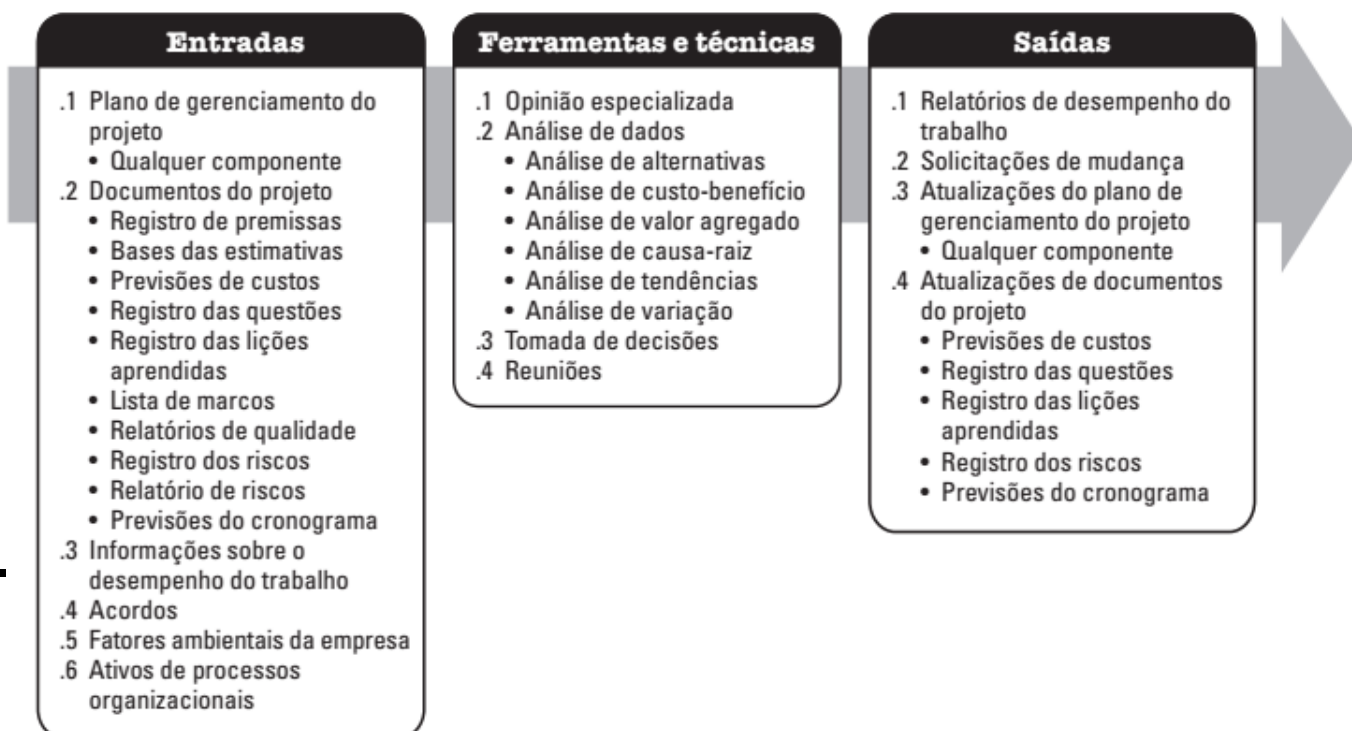 Entradas
.1 Plano de gerenciamento do
projeto
• Qualquer componente
.2 Documentos do projeto
• Registro de premissas
• Bases das estimativas
• Previsões de custos
• Registro das questões
• Registro das lições
aprendidas
• Lista de marcos
• Relatórios de qualidade
• Registro dos riscos
• Relatório de riscos
• Previsões do cronograma
.3 Informações sobre o
desempenho do trabalho
.4 Acordos
.5 Fatores ambientais da empresa
.6 Ativos de processos
organizacionais
Ferramentas e técnicas
.1 Opinião especializada
.2 Análise de dados
• Análise de alternativas
• Análise de custo-benefício
• Análise de valor agregado
• Análise de causa-raiz
• Análise de tendências
• Análise de variação
.3 Tomada de decisões
.4 Reuniões
Saídas
.1 Relatórios de desempenho do
trabalho
.2 Solicitações de mudança
.3 Atualizações do plano de
gerenciamento do projeto
• Qualquer componente
.4 Atualizações de documentos
do projeto
• Previsões de custos
• Registro das questões
• Registro das lições
aprendidas
• Registro dos riscos
• Previsões do cronograma